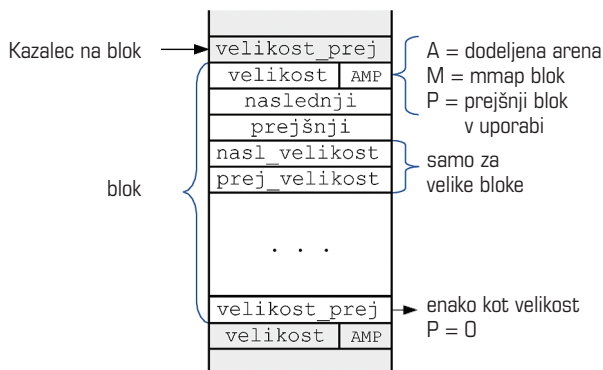 Kazalec na blok
velikost_prej
velikost AMP
naslednji
prejšnji
nasl_velikost
prej_velikost
. . .
velikost_prej
velikost AMP
blok
A = dodeljena arena
M = mmap blok
P = prejšnji blok
v uporabi
samo za
velike bloke
enako kot velikost
P = 0